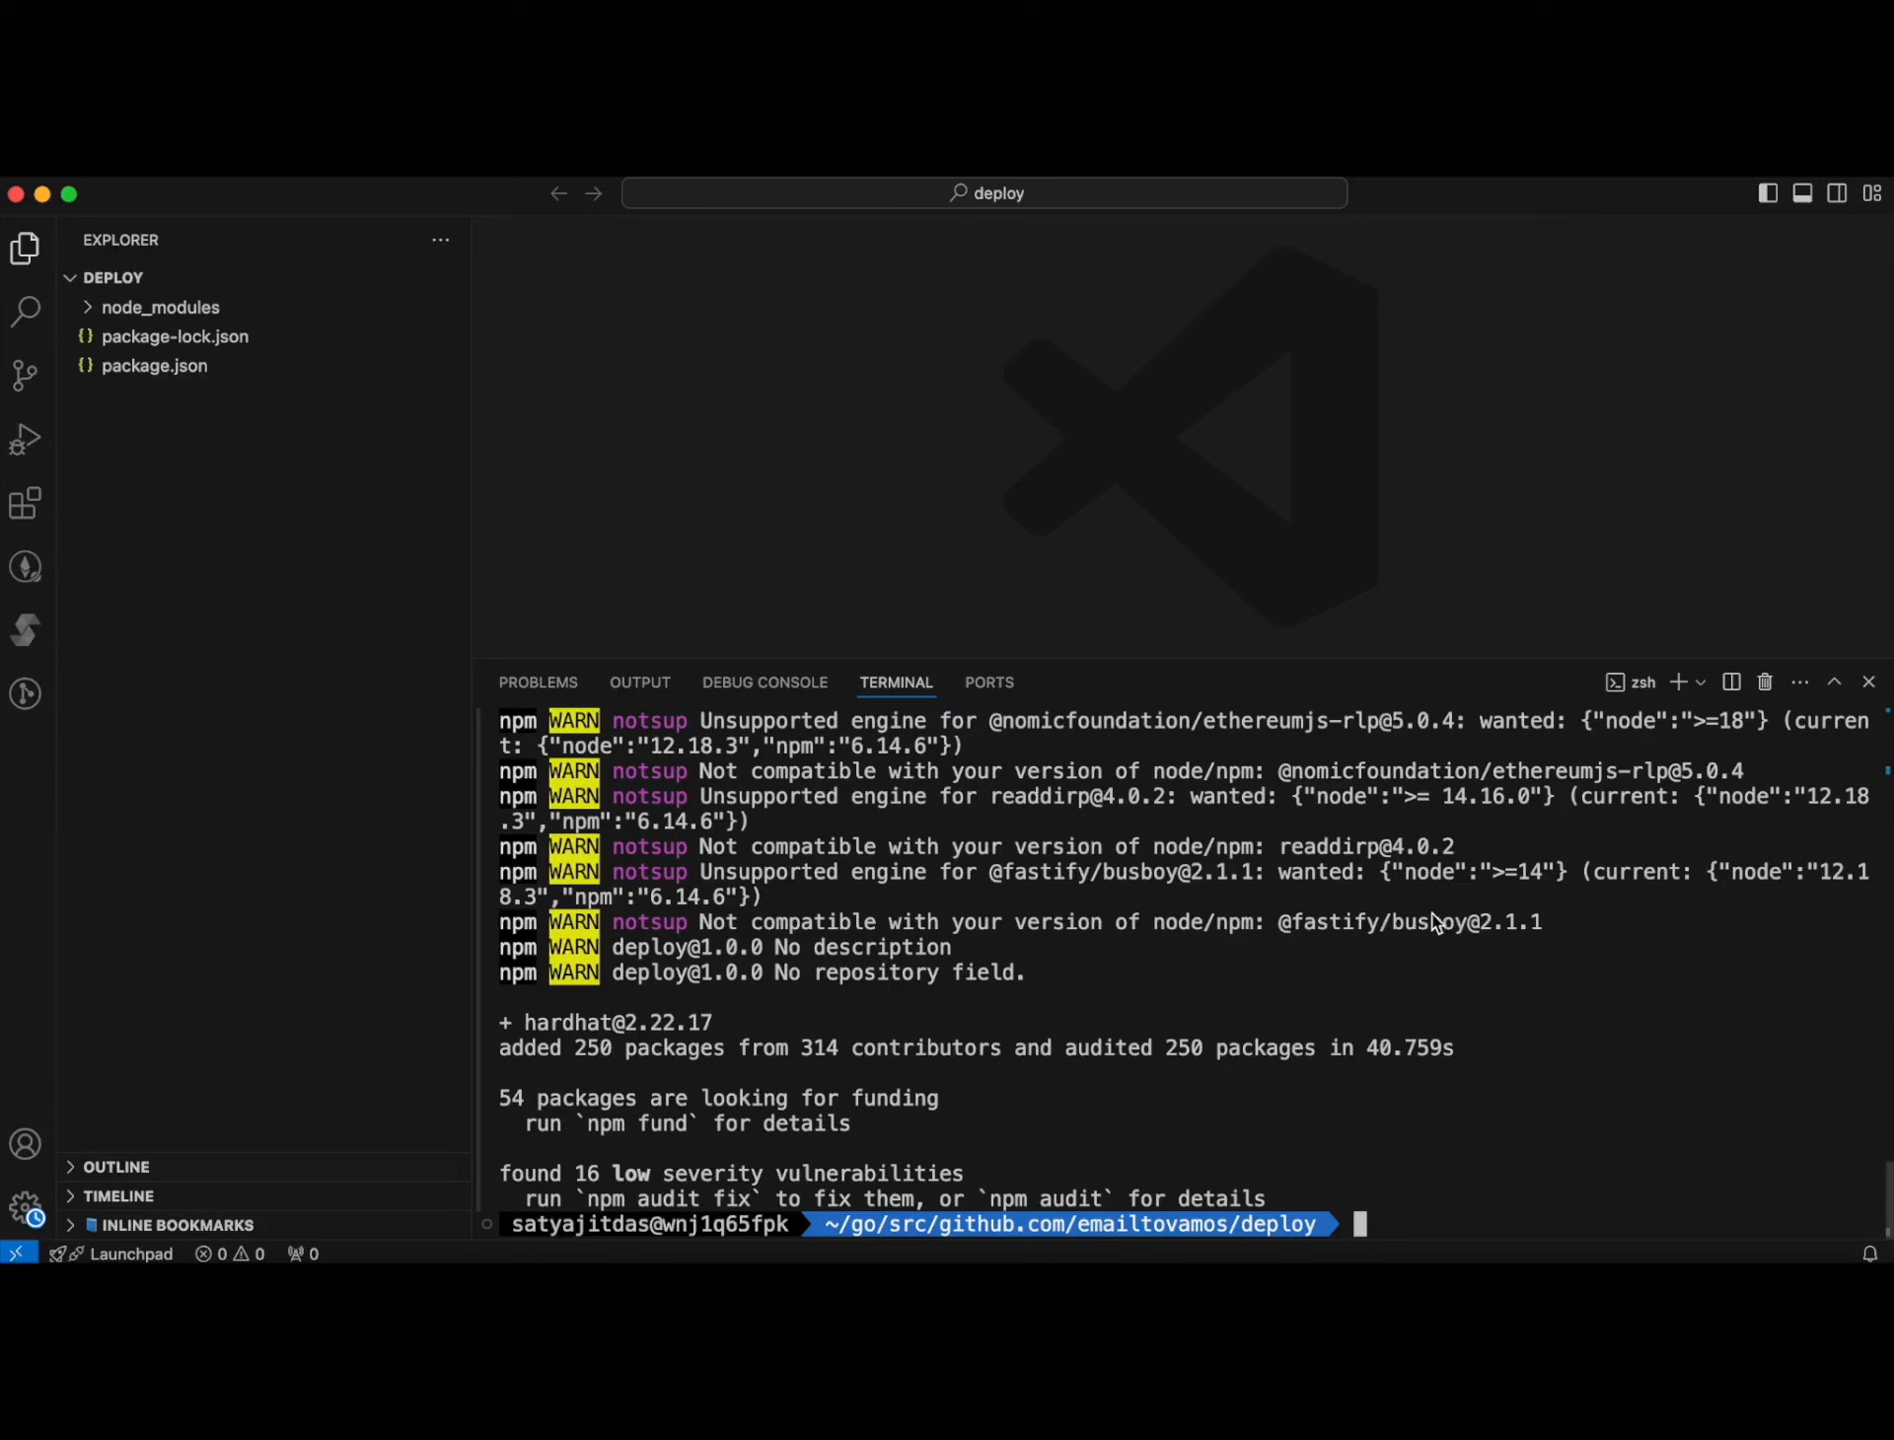 deploy
EXPLORER
DEPLOY
node_modules
{} package-lock.json
{} package.json
OUTLINE
TIMELINE
INLINE BOOKMARKS
PROBLEMS OUTPUT DEBUG CONSOLE TERMINAL PORTS
zsh
npm WARN notsup Unsupported engine for @nomicfoundation/ethereumjs-rlp@5.0.4: wanted: {"node":">=18"} (curren
t: {"node":"12.18.3","npm":"6.14.6"})
npm WARN notsup Not compatible with your version of node/npm: @nomicfoundation/ethereumjs-rlp@5.0.4
npm WARN notsup Unsupported engine for readdirp@4.0.2: wanted: {"node":">= 14.16.0"} (current: {"node":"12.18
.3","npm":"6.14.6"})
npm WARN notsup Not compatible with your version of node/npm: readdirp@4.0.2
npm WARN notsup Unsupported engine for @fastify/busboy@2.1.1: wanted: {"node":">=14"} (current: {"node":"12.1
8.3","npm":"6.14.6"})
npm WARN notsup Not compatible with your version of node/npm: @fastify/busboy@2.1.1
npm WARN deploy@1.0.0 No description
npm WARN deploy@1.0.0 No repository field.
+ hardhat@2.22.17
added 250 packages from 314 contributors and audited 250 packages in 40.759s
54 packages are looking for funding
run `npm fund` for details
found 16 low severity vulnerabilities
run `npm audit fix` to fix them, or `npm audit` for details
satyajitdas@wnj1q65fpk ~/go/src/github.com/emailtovamos/deploy
Launchpad 0 0 0